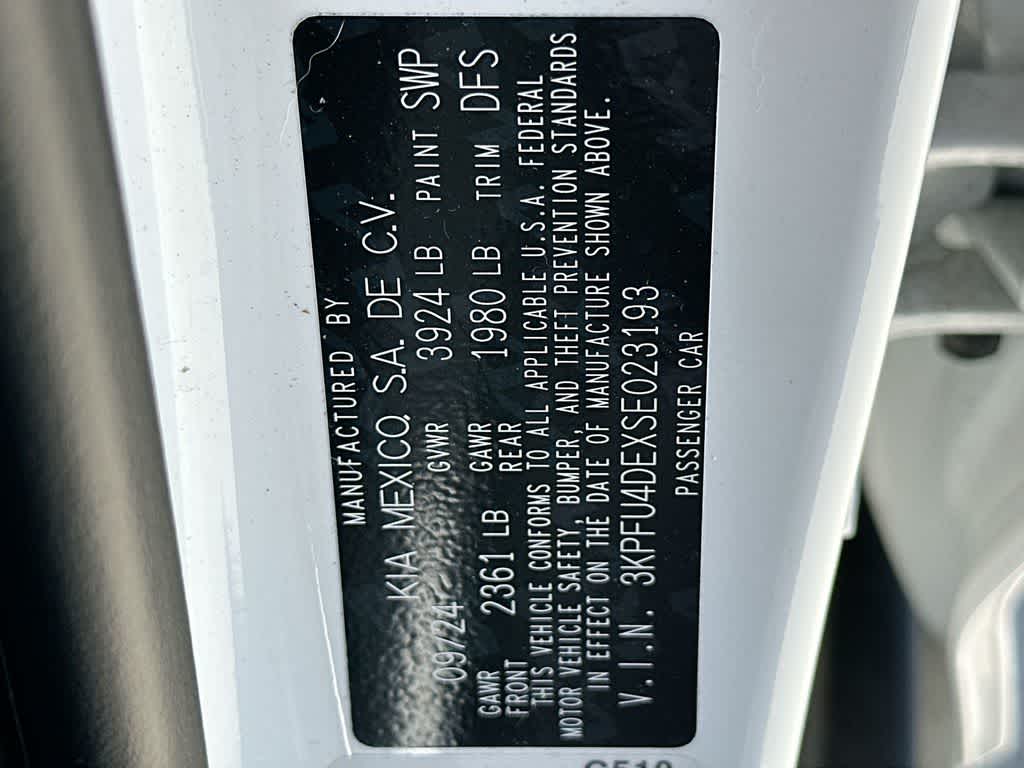 MANUFACTURED BY
KIA MEXICO, S.A. DE C.V.
09/24 GVWR 3924 LB PAINT SWP
GAWR FRONT 2361 LB GAWR REAR 1980 LB TRIM DFS
THIS VEHICLE CONFORMS TO ALL APPLICABLE U.S.A. FEDERAL
MOTOR VEHICLE SAFETY, BUMPER, AND THEFT PREVENTION STANDARDS
IN EFFECT ON THE DATE OF MANUFACTURE SHOWN ABOVE.
V.I.N. 3KPFU4DEXSE023193
PASSENGER CAR